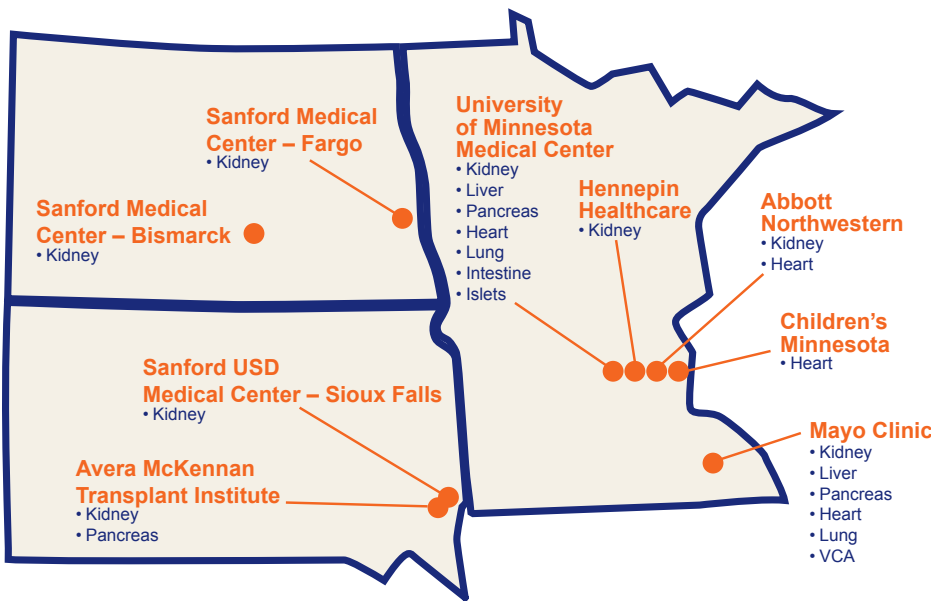 Sanford Medical
Center – Fargo
• Kidney
Sanford Medical
Center – Bismarck
• Kidney
University
of Minnesota
Medical Center
• Kidney
• Liver
• Pancreas
• Heart
• Lung
• Intestine
• Islets
Hennepin
Healthcare
• Kidney
Abbott
Northwestern
• Kidney
• Heart
Children's
Minnesota
• Heart
Sanford USD
Medical Center – Sioux Falls
• Kidney
Avera McKennan
Transplant Institute
• Kidney
• Pancreas
Mayo Clinic
• Kidney
• Liver
• Pancreas
• Heart
• Lung
• VCA